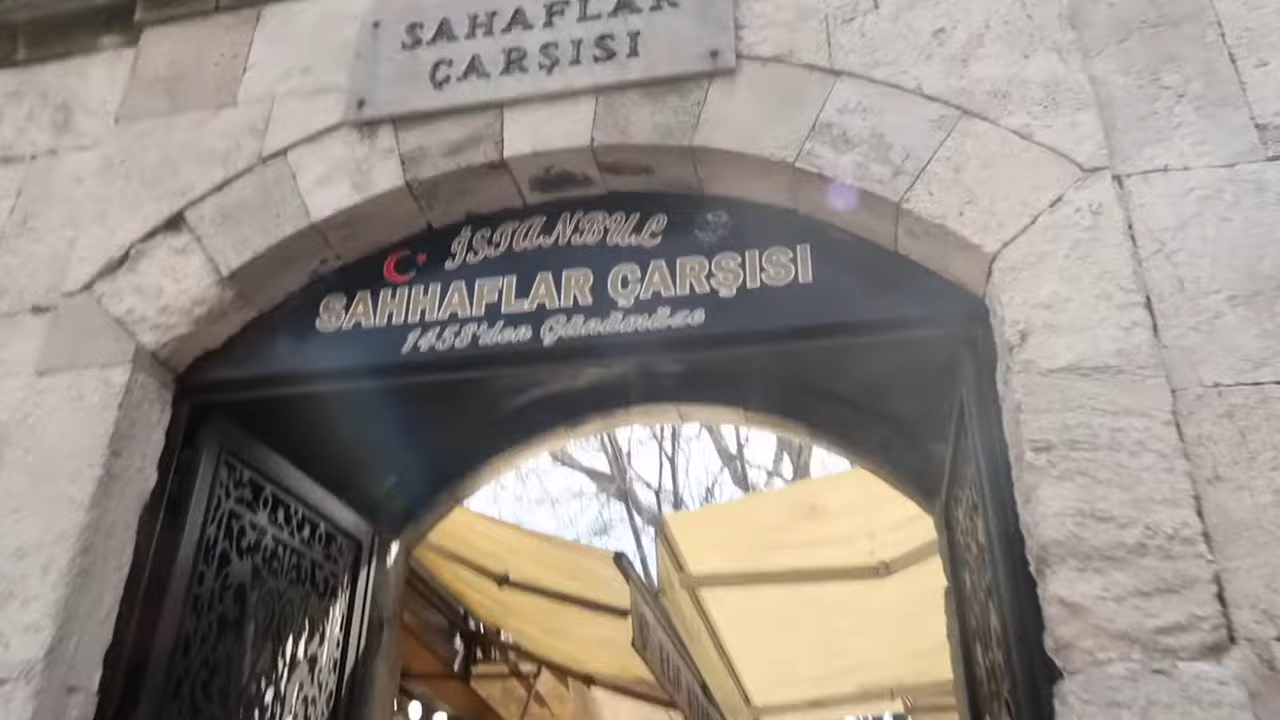 SAHAFLAR
ÇARŞISI
İSTANBUL
SAHHAFLAR ÇARŞISI
1458'den Günümüze